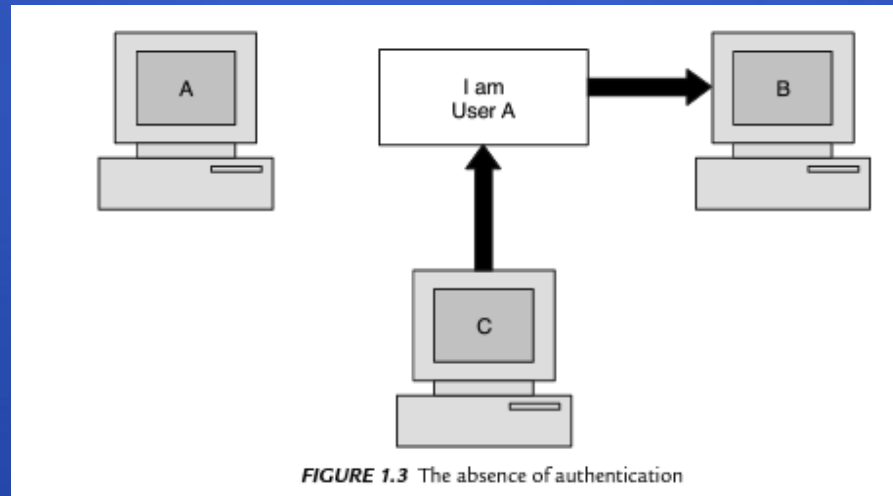 A
I am
User A
B
C
FIGURE 1.3 The absence of authentication